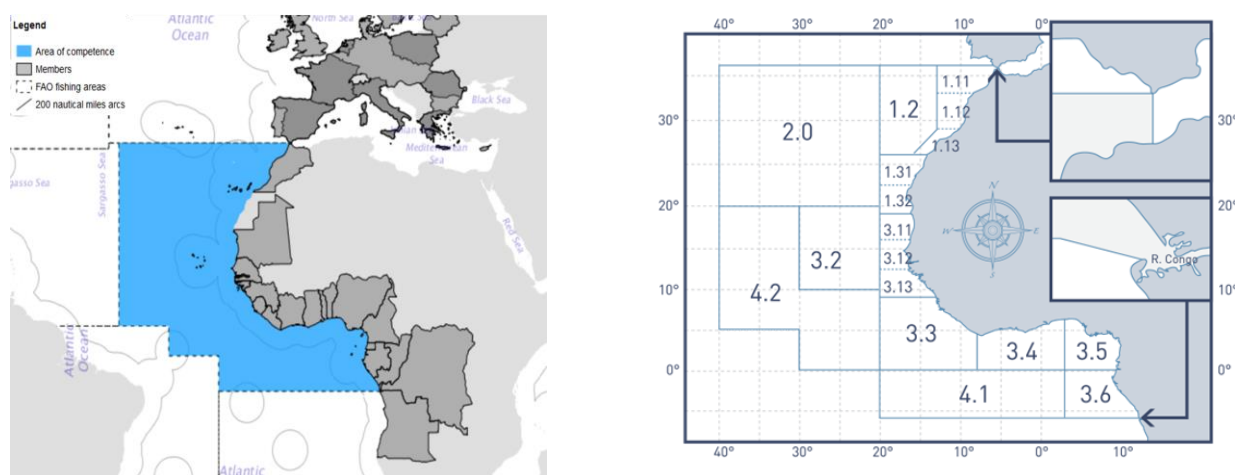 Legend
Area of competence
Members
FAO fishing areas
200 nautical miles arcs
Atlantic
Ocean
North Sea
Black Sea
Mediterranean
Sea
Sargasso Sea
Red Sea
Atlantic
Ocean
Atlantic
40° 30° 20° 10° 0°
30° 30°
20° 20°
10° 10°
0° 0°
40° 30° 20° 10° 0° 10°
1.11
1.2
1.12
2.0
1.13
1.31
1.32
3.11
3.2
3.12
4.2
3.13
3.3
3.4
3.5
4.1
3.6
N
W
E
S
R. Congo